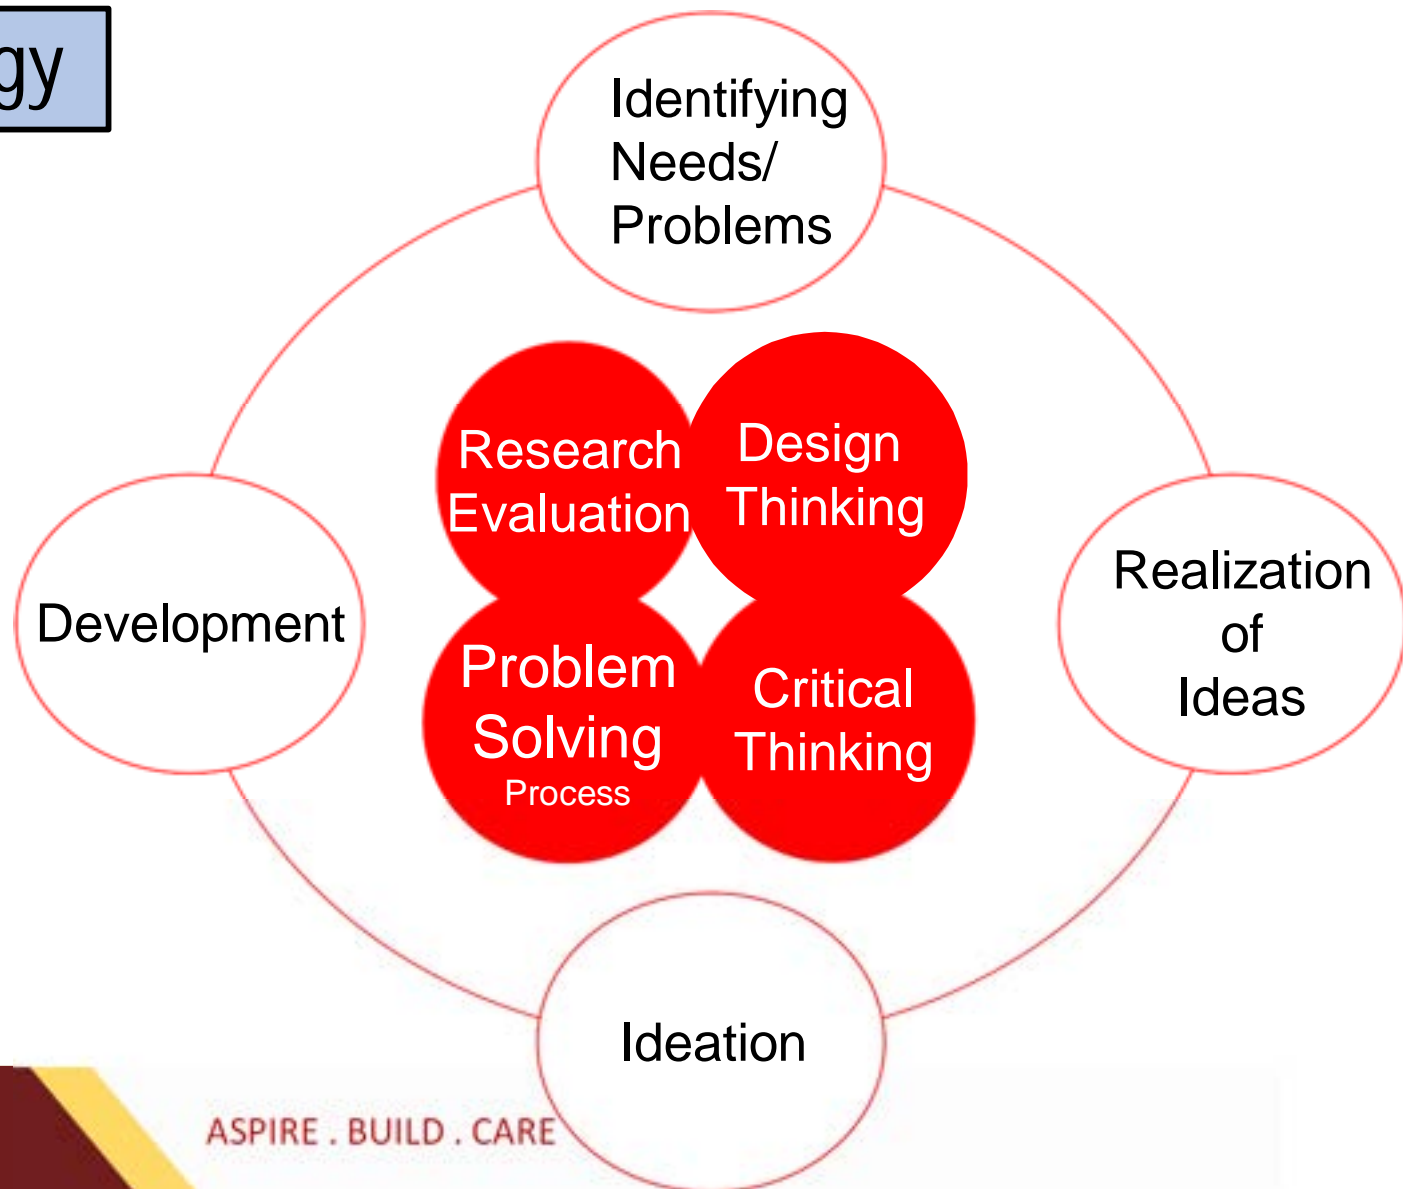 gy
Identifying
Needs/
Problems
Research
Evaluation
Design
Thinking
Realization
of
Ideas
Development
Problem
Solving
Process
Critical
Thinking
Ideation
ASPIRE . BUILD . CARE